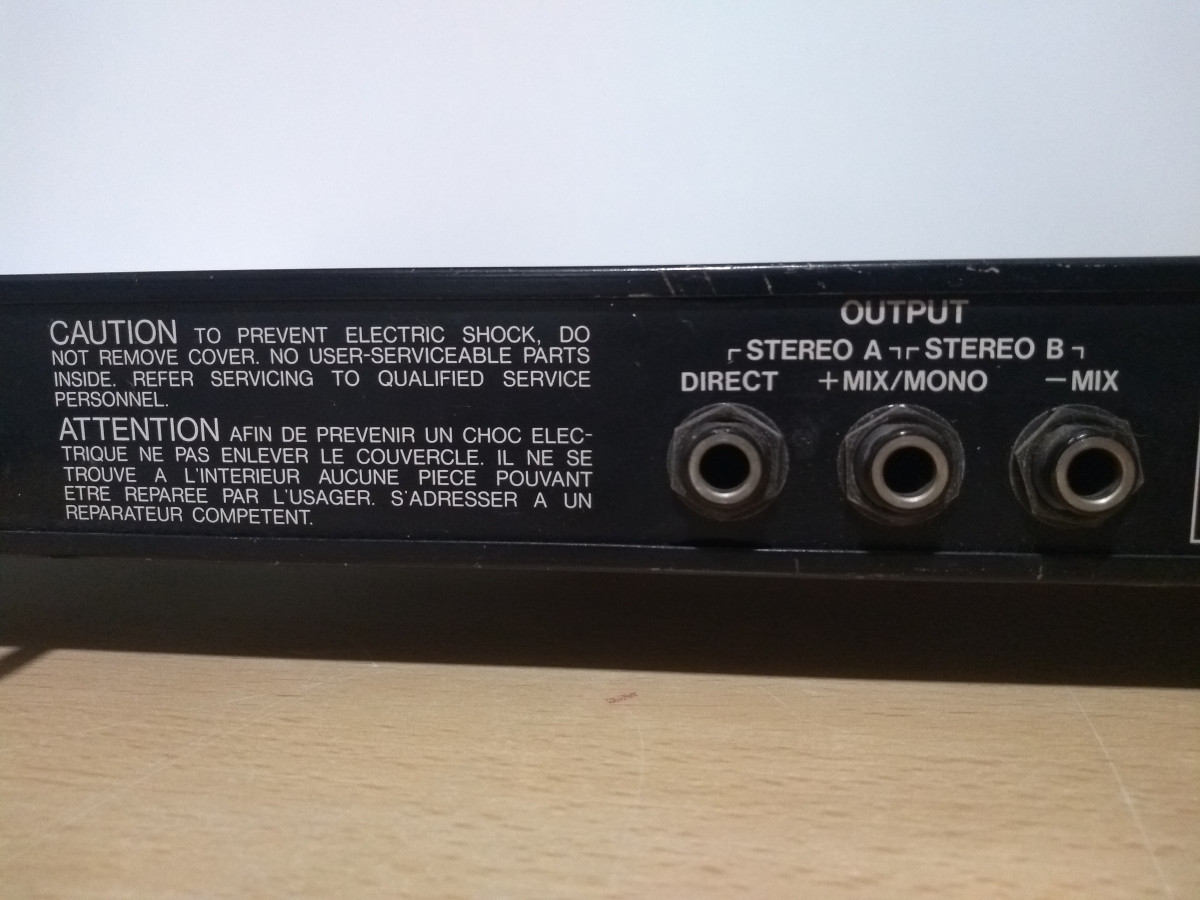 CAUTION TO PREVENT ELECTRIC SHOCK, DO
NOT REMOVE COVER. NO USER-SERVICEABLE PARTS
INSIDE. REFER SERVICING TO QUALIFIED SERVICE
PERSONNEL.
ATTENTION AFIN DE PREVENIR UN CHOC ELEC-
TRIQUE NE PAS ENLEVER LE COUVERCLE. IL NE SE
TROUVE A L'INTERIEUR AUCUNE PIECE POUVANT
ETRE REPAREE PAR L'USAGER. S'ADRESSER A UN
REPARATEUR COMPETENT.
OUTPUT
STEREO A STEREO B
DIRECT +MIX/MONO −MIX